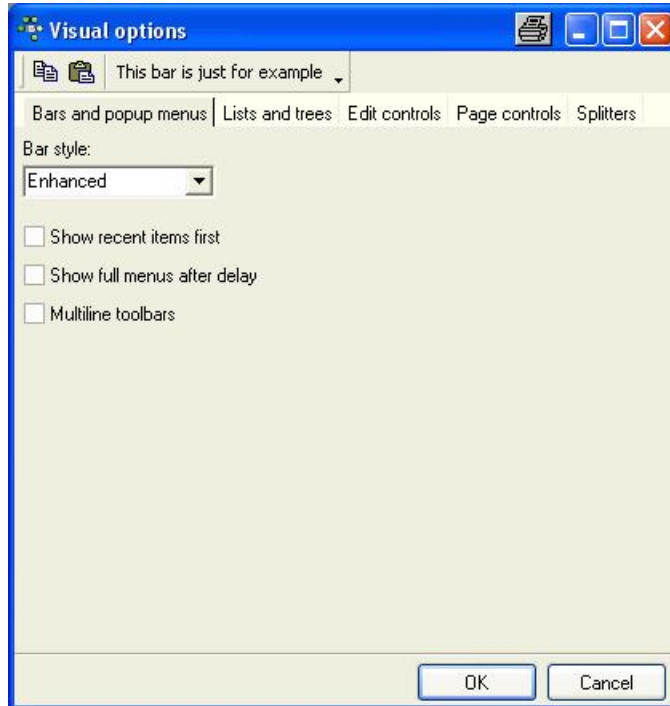 Visual options
This bar is just for example
Bars and popup menus Lists and trees Edit controls Page controls Splitters
Bar style:
Enhanced
Show recent items first
Show full menus after delay
Multiline toolbars
OK Cancel